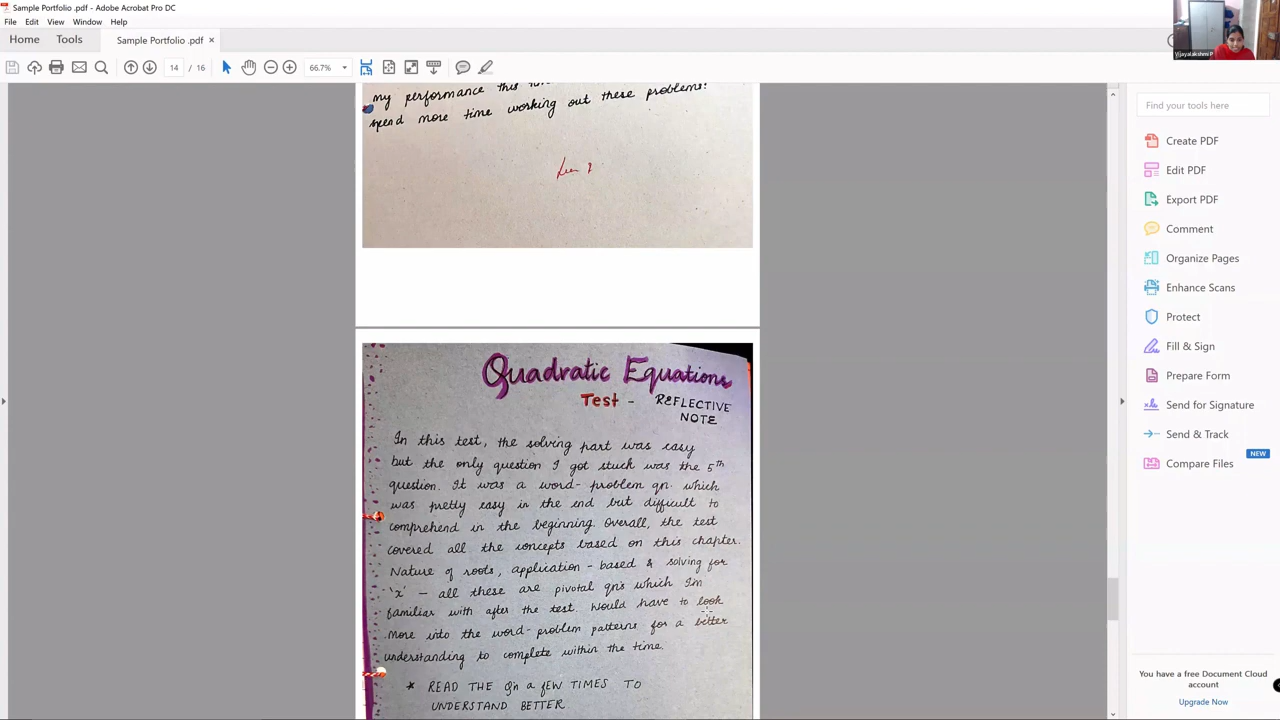 Sample Portfolio .pdf - Adobe Acrobat Pro DC
File Edit View Window Help
Home Tools Sample Portfolio .pdf ×
14 / 16 66.7%
Vijayalakshmi P
my performance this
spend more time working out these problems.
Quadratic Equations
Test - REFLECTIVE
NOTE
In this test, the solving part was easy
but the only question I got stuck was the 5th
question. It was a word-problem qn. which
was pretty easy in the end but difficult to
comprehend in the beginning. Overall, the test
covered all the concepts based on this chapter.
Nature of roots, application-based & solving for
'x' - all these are pivotal qn's which I'm
familiar with after the test. Would have to look
more into the word-problem patterns for a better
understanding to complete within the time.
* READ THE Qn A FEW TIMES TO
UNDERSTAND BETTER
Find your tools here
Create PDF
Edit PDF
Export PDF
Comment
Organize Pages
Enhance Scans
Protect
Fill & Sign
Prepare Form
Send for Signature
Send & Track
NEW
Compare Files
You have a free Document Cloud
account
Upgrade Now